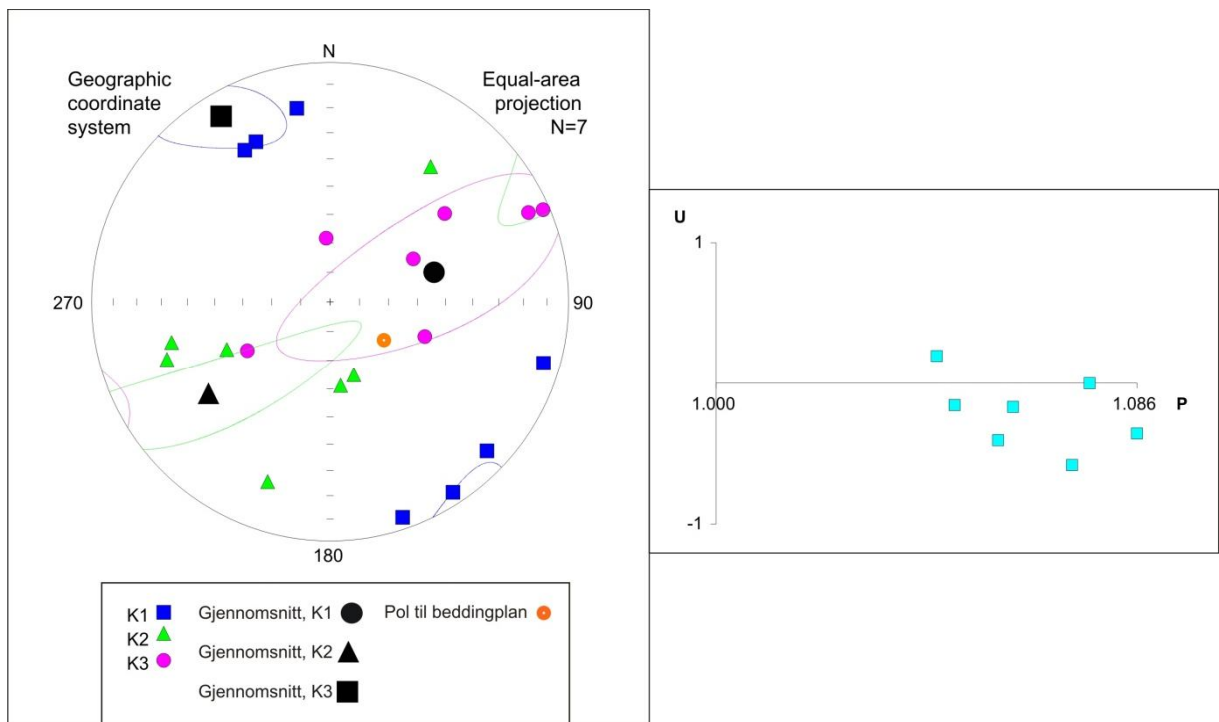 N
Geographic
coordinate
system
Equal-area
projection
N=7
270
90
180
K1
K2
K3
Gjennomsnitt, K1
Gjennomsnitt, K2
Gjennomsnitt, K3
Pol til beddingplan
U
1
1.000
1.086
P
-1